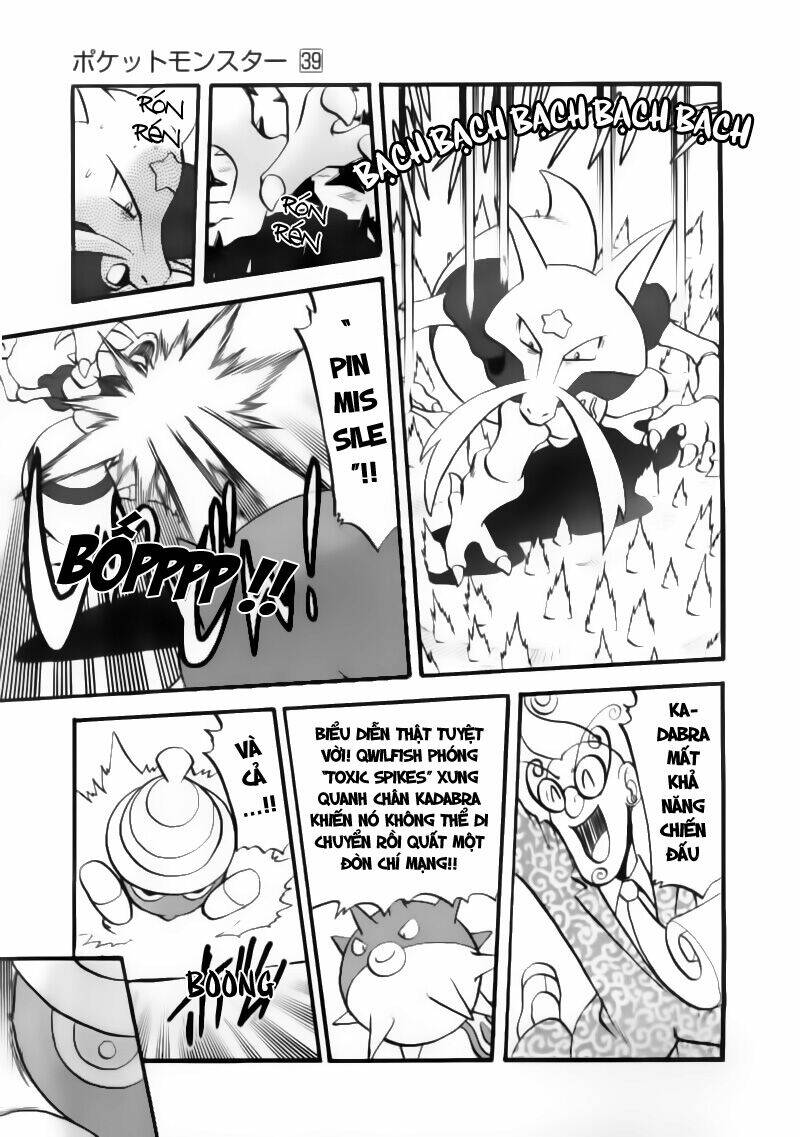 ポケットモンスター 39
BẠCH BẠCH BẠCH BẠCH BẠCH
RÓN
RÉN
RÓN
RÉN
"
PIN
MIS
SILE
"!!
BỐPPPP!!
KA-
DABRA
MẤT
KHẢ
NĂNG
CHIẾN
ĐẤU
BIỂU DIỄN THẬT TUYỆT
VỜI! QWILFISH PHÓNG
"TOXIC SPIKES" XUNG
QUANH CHÂN KADABRA
KHIẾN NÓ KHÔNG THỂ DI
CHUYỂN RỒI QUẤT MỘT
ĐÒN CHÍ MẠNG!!
VÀ
CẢ
...!!
BOONG